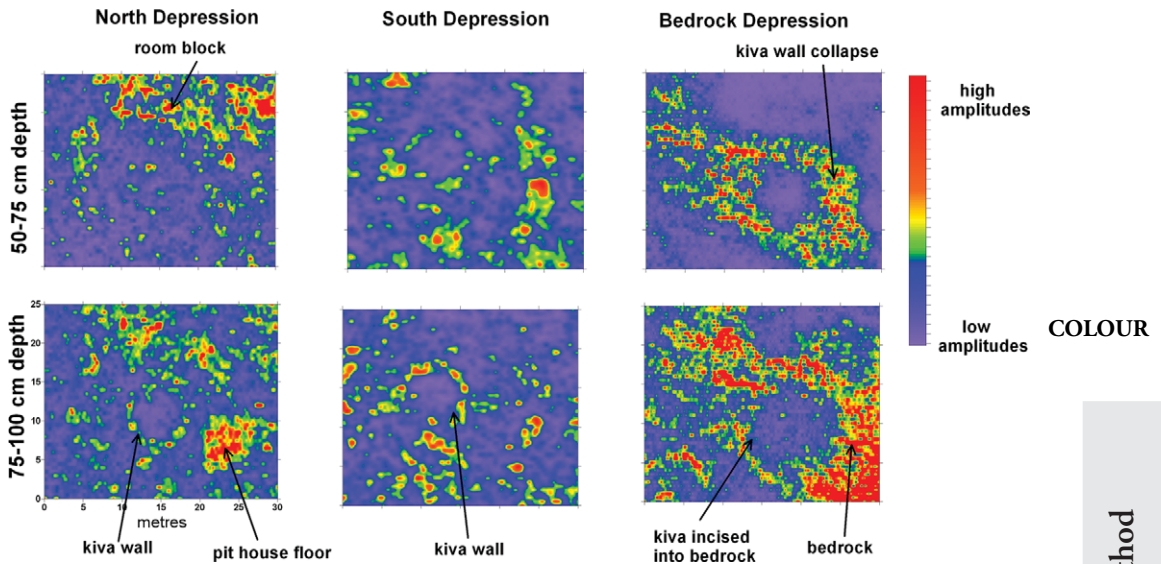 North Depression
South Depression
Bedrock Depression
room block
kiva wall collapse
50-75 cm depth
high
amplitudes
low
amplitudes
COLOUR
75-100 cm depth
25
20
15
10
5
0
0 5 10 15 20 25 30
metres
kiva wall
pit house floor
kiva wall
kiva incised
into bedrock
bedrock
thod